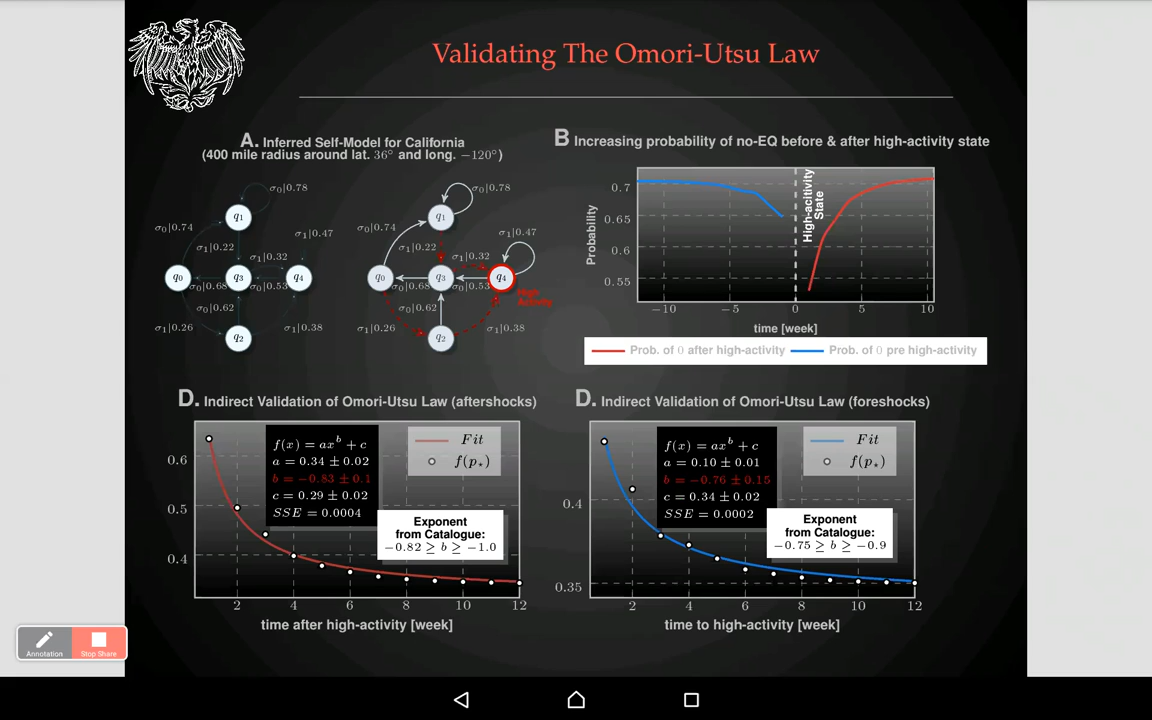 Validating The Omori-Utsu Law
A. Inferred Self-Model for California
(400 mile radius around lat. 36° and long. −120°)
σ₀|0.78
q₁
σ₀|0.74
σ₁|0.22
σ₁|0.47
σ₁|0.32
q₀
q₃
q₄
σ₀|0.68
σ₀|0.53
σ₀|0.62
σ₁|0.26
σ₁|0.38
q₂
σ₀|0.78
q₁
σ₀|0.74
σ₁|0.22
σ₁|0.47
σ₁|0.32
q₀
q₃
q₄
σ₀|0.68
σ₀|0.53
High
Activity
σ₀|0.62
σ₁|0.26
σ₁|0.38
q₂
B Increasing probability of no-EQ before & after high-activity state
Probability
0.7
0.65
0.6
0.55
High-acitivity
State
−10
−5
0
5
10
time [week]
Prob. of 0 after high-activity
Prob. of 0 pre high-activity
D. Indirect Validation of Omori-Utsu Law (aftershocks)
0.6
0.5
0.4
f(x) = axᵇ + c
a = 0.34 ± 0.02
b = −0.83 ± 0.1
c = 0.29 ± 0.02
SSE = 0.0004
Fit
f(p⋆)
Exponent
from Catalogue:
−0.82 ≥ b ≥ −1.0
2
4
6
8
10
12
time after high-activity [week]
D. Indirect Validation of Omori-Utsu Law (foreshocks)
0.4
0.35
f(x) = axᵇ + c
a = 0.10 ± 0.01
b = −0.76 ± 0.15
c = 0.34 ± 0.02
SSE = 0.0002
Fit
f(p⋆)
Exponent
from Catalogue:
−0.75 ≥ b ≥ −0.9
2
4
6
8
10
12
time to high-activity [week]
Annotation
Stop Share